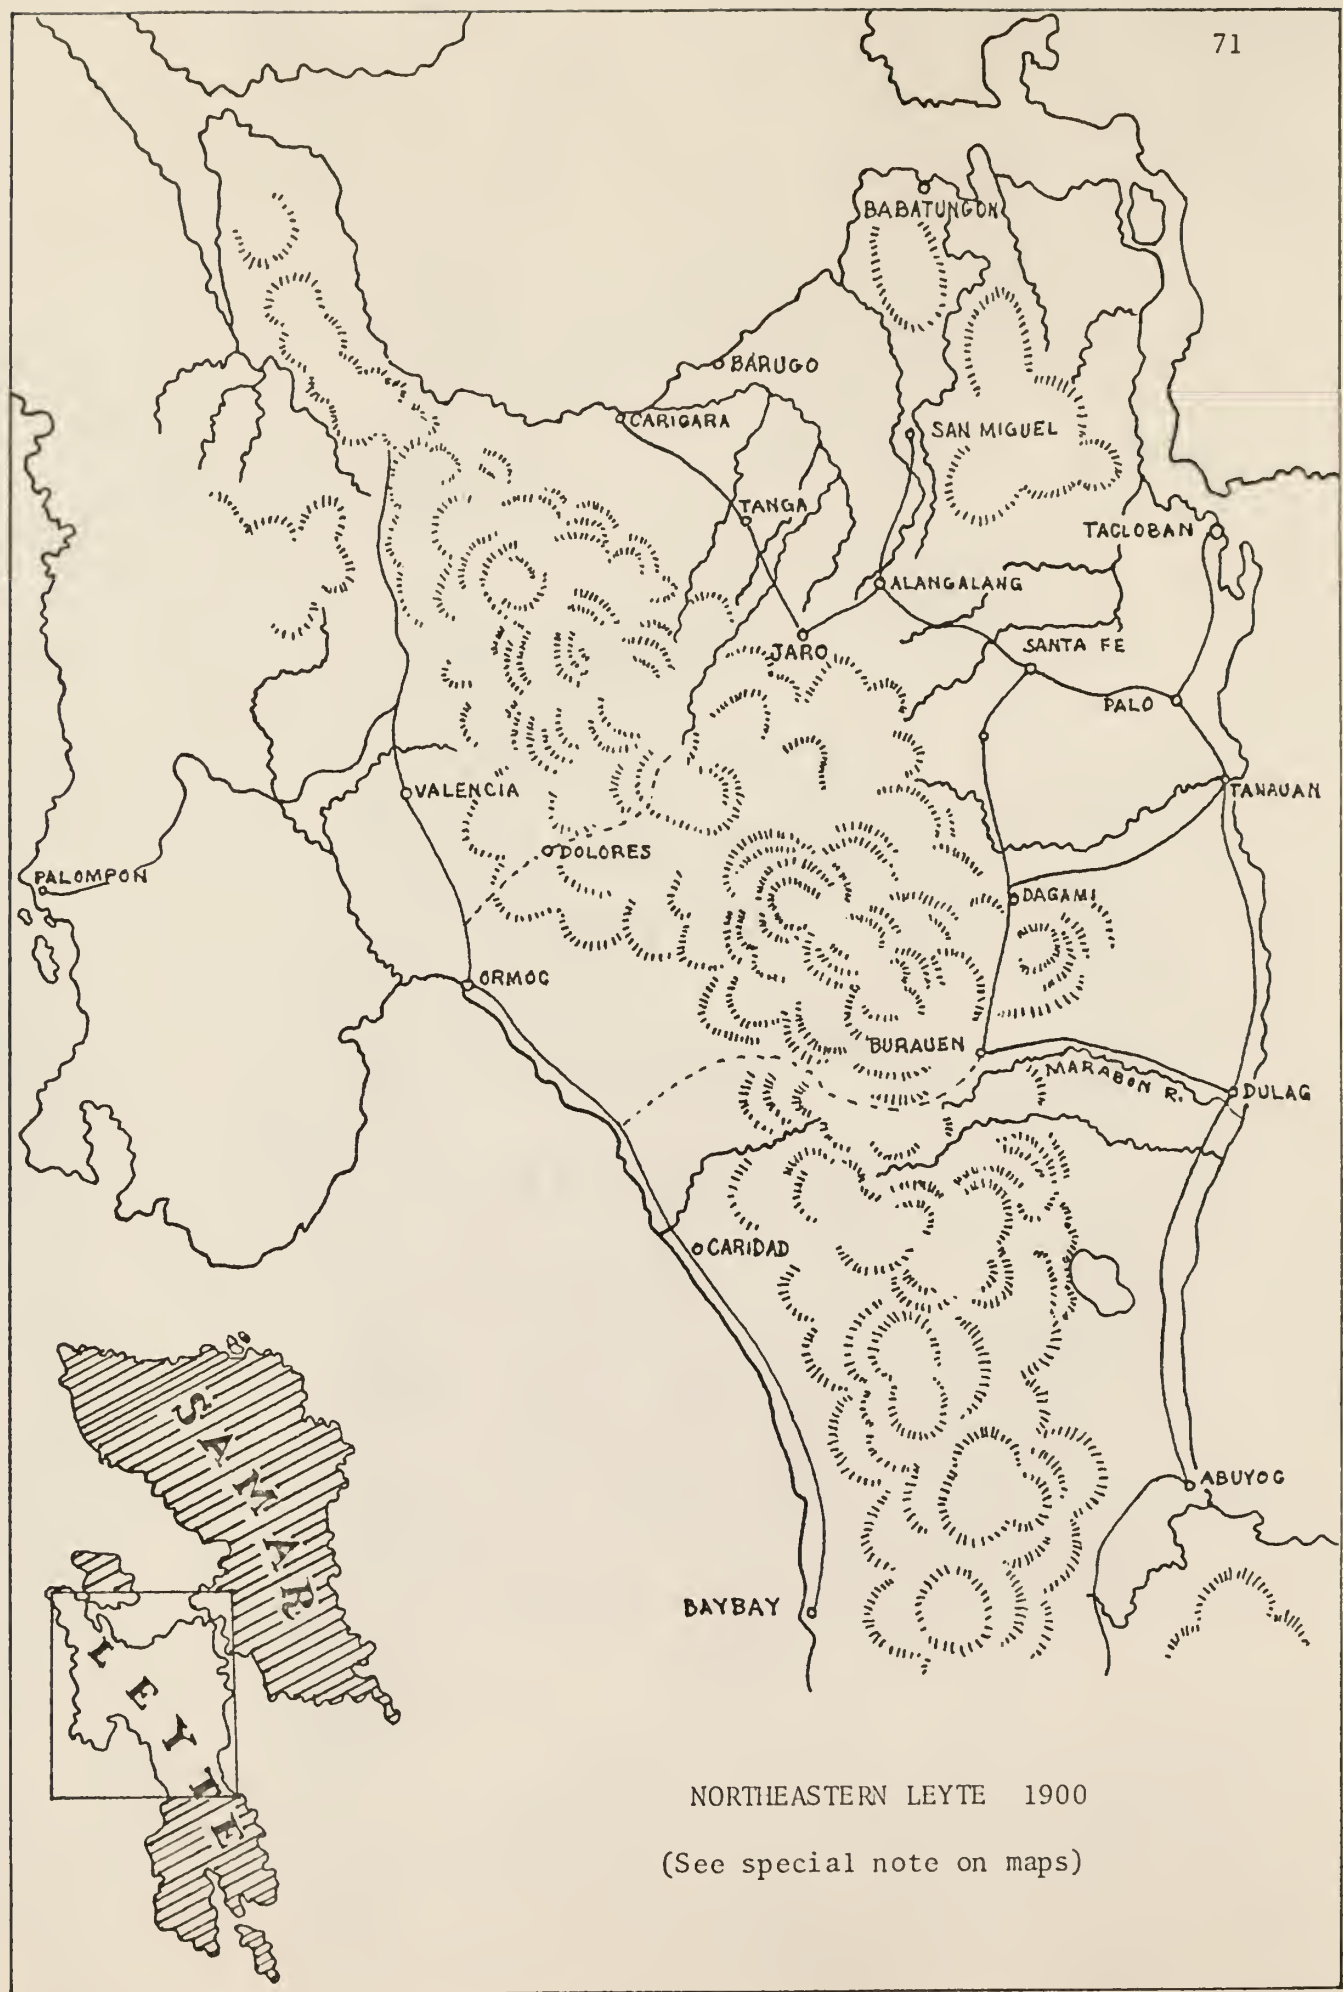 71
BABATUNGON
BARUGO
CARIGARA
SAN MIGUEL
TANGA
TACLOBAN
ALANGALANG
JARO
SANTA FE
PALO
VALENCIA
TANAUAN
DOLORES
PALOMPON
DAGAMI
ORMOC
BURAUEN
MARABON R.
DULAG
CARIDAD
SAMAR
ABUYOG
BAYBAY
LEYTE
NORTHEASTERN LEYTE 1900
(See special note on maps)